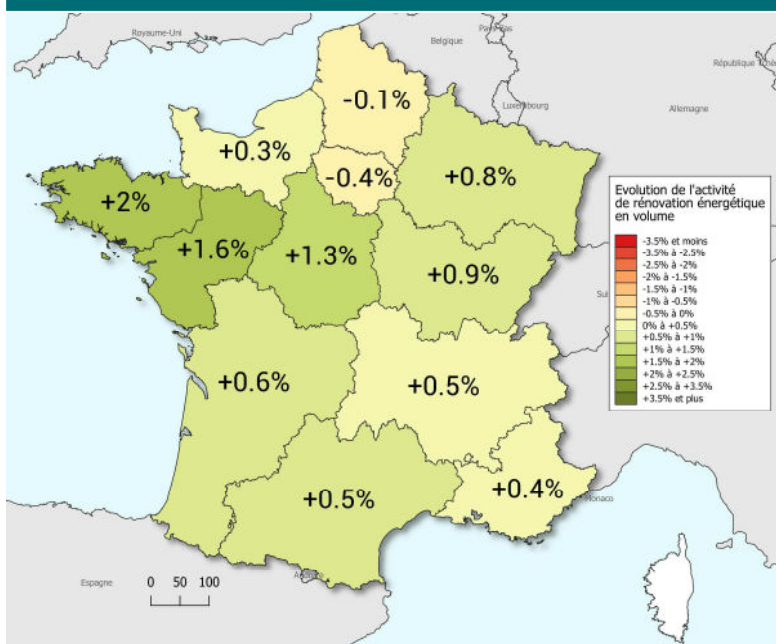 Royaume-Uni
Belgique
Pays-Bas
République Tchè
Luxembourg
Allemagne
-0.1%
+0.3%
-0.4%
+0.8%
+2%
+1.6%
+1.3%
+0.9%
Sui
+0.6%
+0.5%
+0.5%
+0.4%
Monaco
Andorre
Espagne
0 50 100
Evolution de l'activité
de rénovation énergétique
en volume
-3.5% et moins
-3.5% à -2.5%
-2.5% à -2%
-2% à -1.5%
-1.5% à -1%
-1% à -0.5%
-0.5% à 0%
0% à +0.5%
+0.5% à +1%
+1% à +1.5%
+1.5% à +2%
+2% à +2.5%
+2.5% à +3.5%
+3.5% et plus